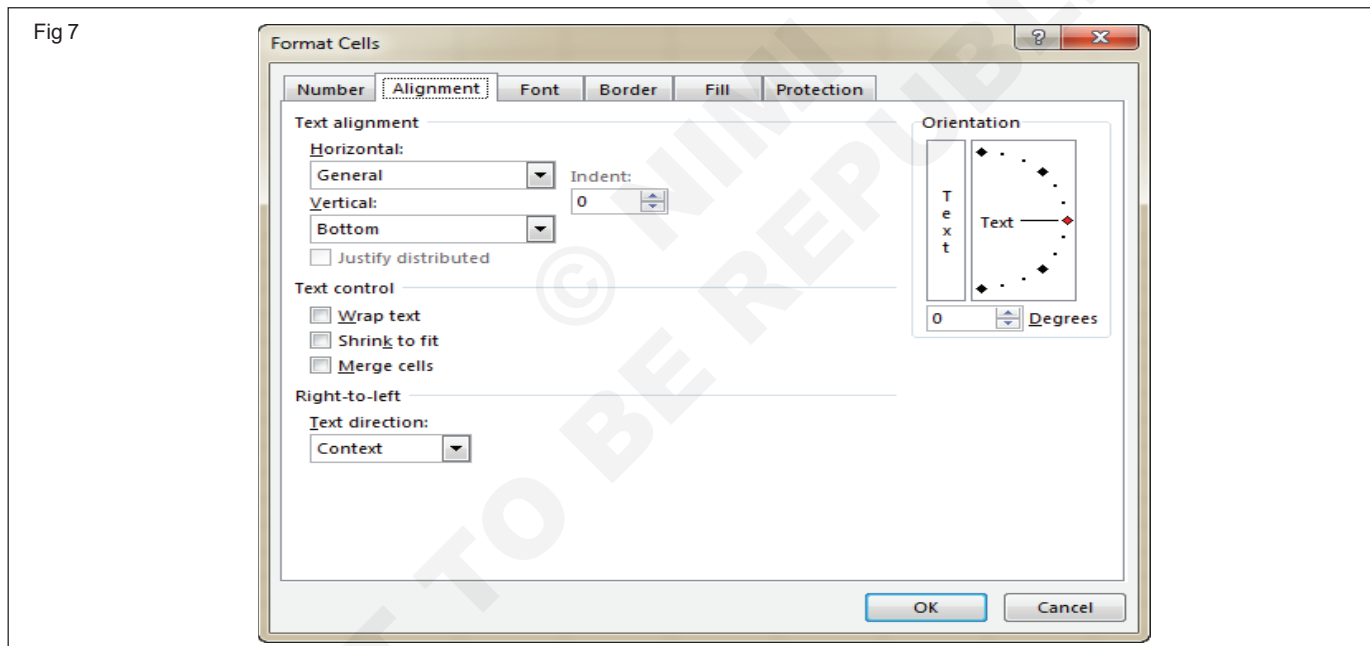 Fig 7
Format Cells
Number Alignment Font Border Fill Protection
Text alignment
Horizontal:
General
Indent:
0
Vertical:
Bottom
Justify distributed
Text control
Wrap text
Shrink to fit
Merge cells
Right-to-left
Text direction:
Context
Orientation
Text
Text
0 Degrees
OK Cancel
© NIMI
TO BE REPUBL